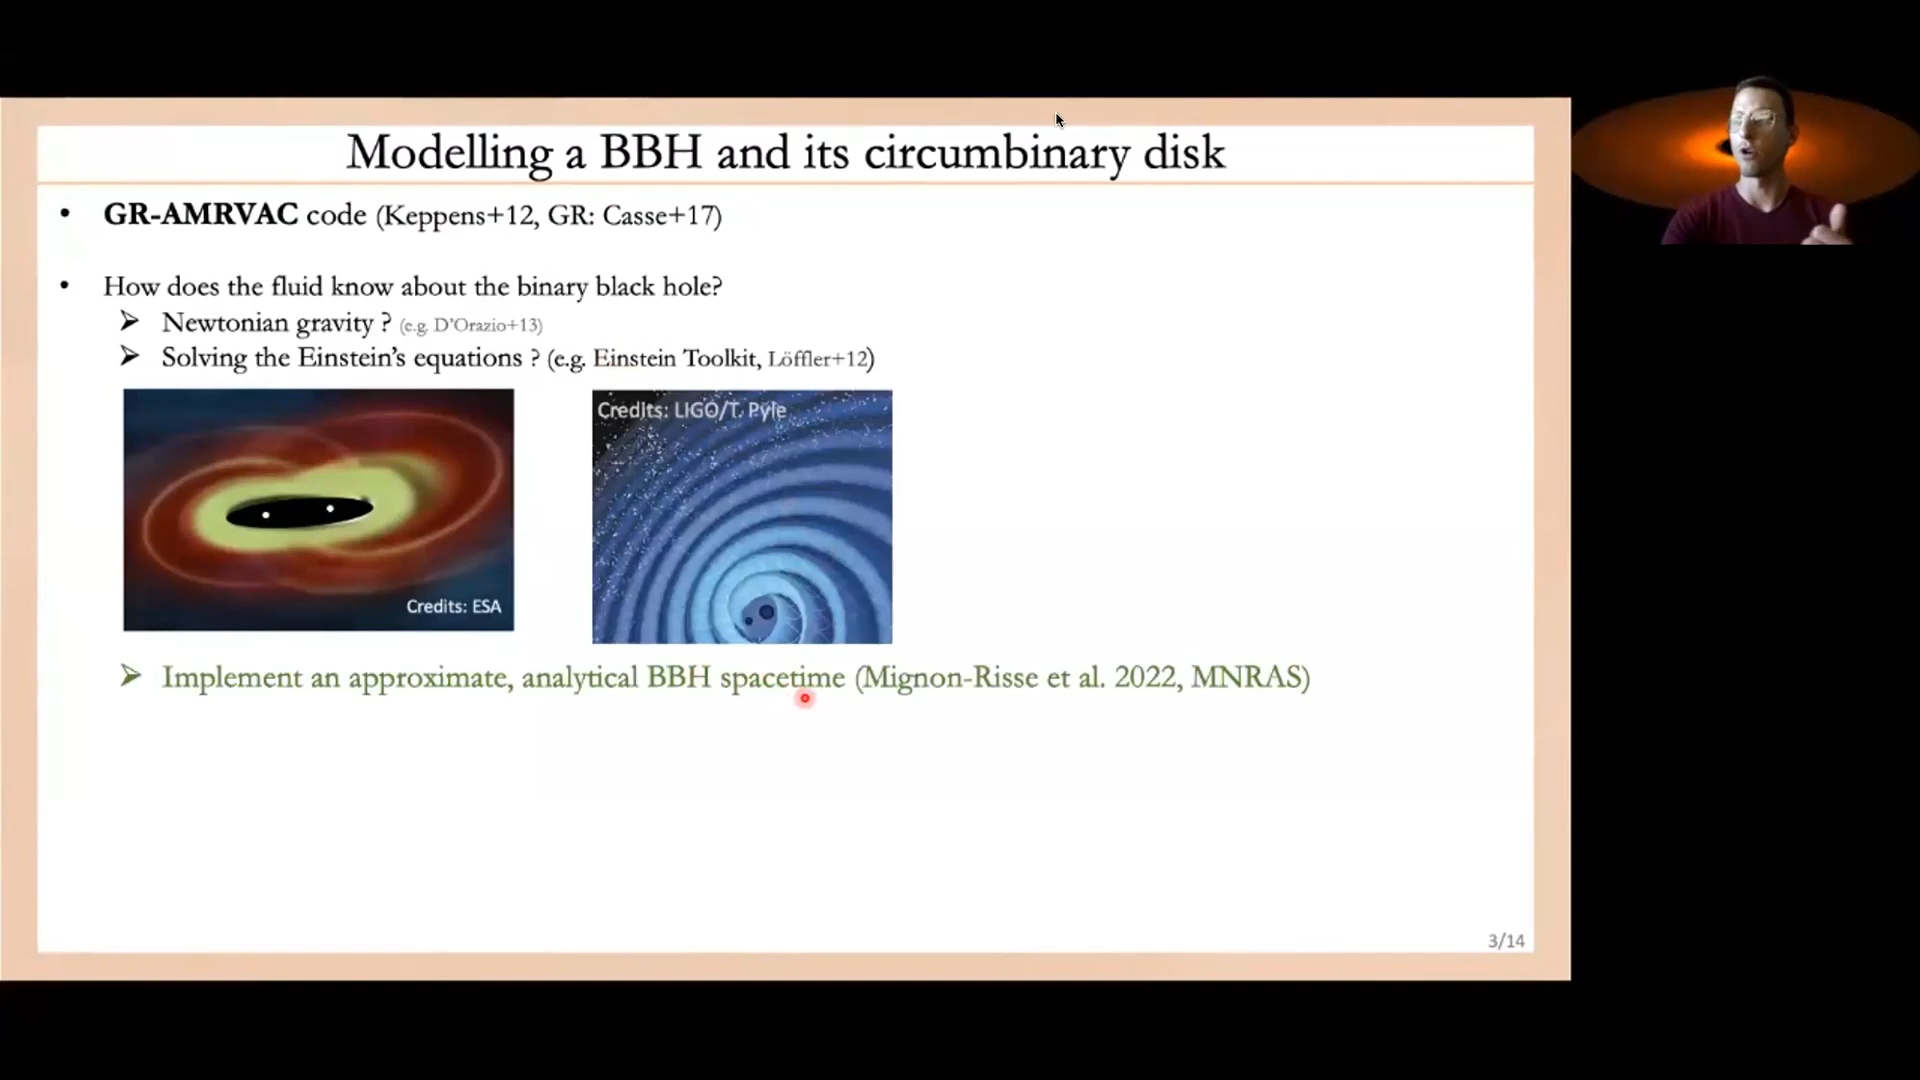 Modelling a BBH and its circumbinary disk
• GR-AMRVAC code (Keppens+12, GR: Casse+17)
• How does the fluid know about the binary black hole?
➢ Newtonian gravity ? (e.g. D'Orazio+13)
➢ Solving the Einstein's equations ? (e.g. Einstein Toolkit, Löffler+12)
Credits: LIGO/T. Pyle
Credits: ESA
➢ Implement an approximate, analytical BBH spacetime (Mignon-Risse et al. 2022, MNRAS)
3/14